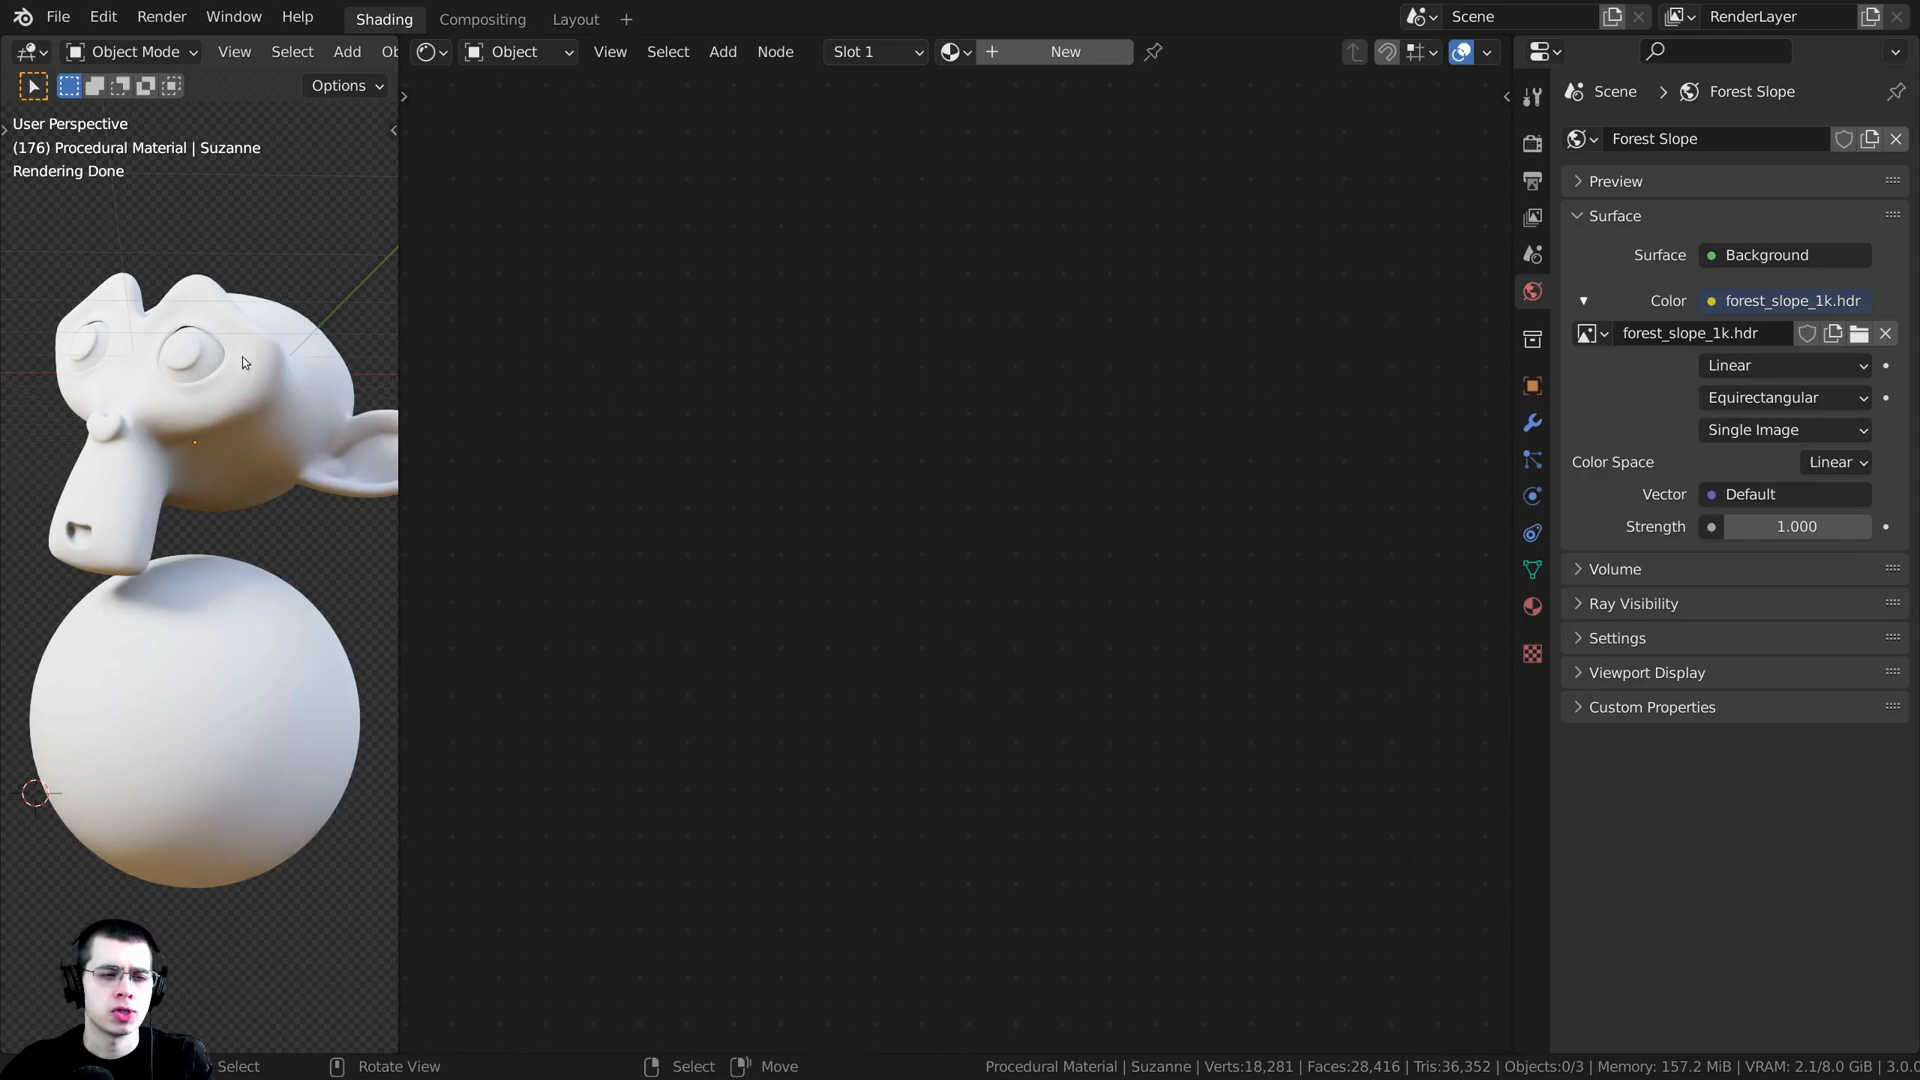 File Edit Render Window Help Shading Compositing Layout + Scene RenderLayer
Object Mode View Select Add Ob Object View Select Add Node Slot 1 New
Options
User Perspective
(176) Procedural Material | Suzanne
Rendering Done
Scene Forest Slope
Forest Slope
Preview
Surface
Surface Background
Color forest_slope_1k.hdr
forest_slope_1k.hdr
Linear
Equirectangular
Single Image
Color Space Linear
Vector Default
Strength 1.000
Volume
Ray Visibility
Settings
Viewport Display
Custom Properties
Select Rotate View Select Move Procedural Material | Suzanne | Verts:18,281 | Faces:28,416 | Tris:36,352 | Objects:0/3 | Memory: 157.2 MiB | VRAM: 2.1/8.0 GiB | 3.0.